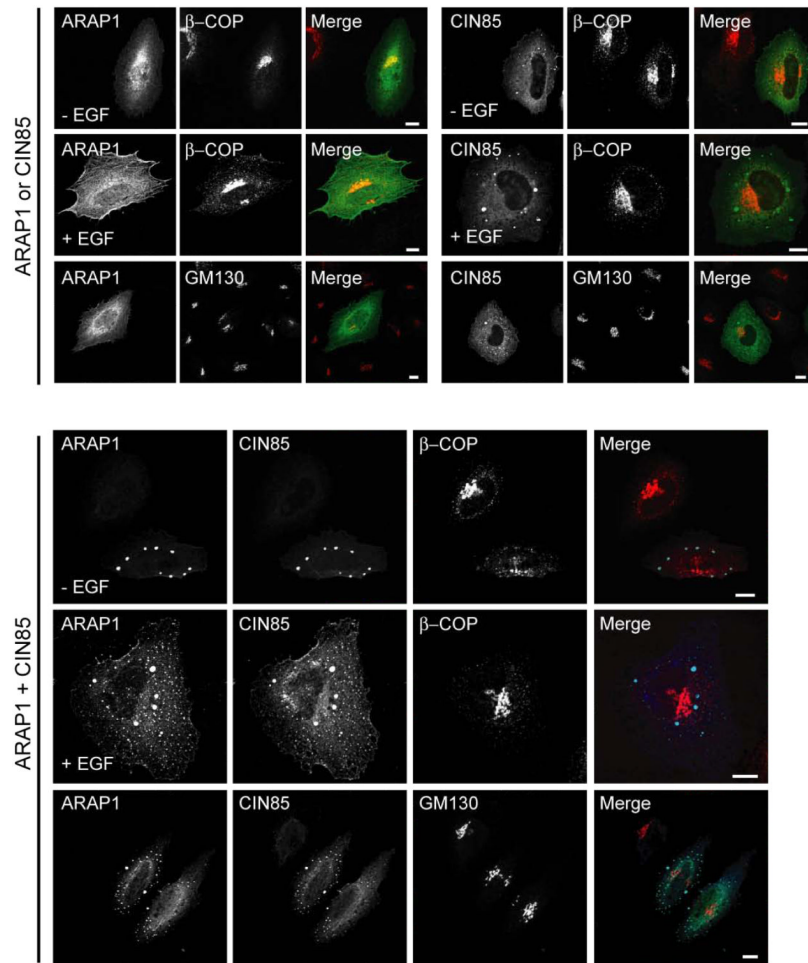 ARAP1 or CIN85
ARAP1 β–COP Merge
- EGF
ARAP1 β–COP Merge
+ EGF
ARAP1 GM130 Merge
CIN85 β–COP Merge
- EGF
CIN85 β–COP Merge
+ EGF
CIN85 GM130 Merge
ARAP1 + CIN85
ARAP1 CIN85 β–COP Merge
- EGF
ARAP1 CIN85 β–COP Merge
+ EGF
ARAP1 CIN85 GM130 Merge